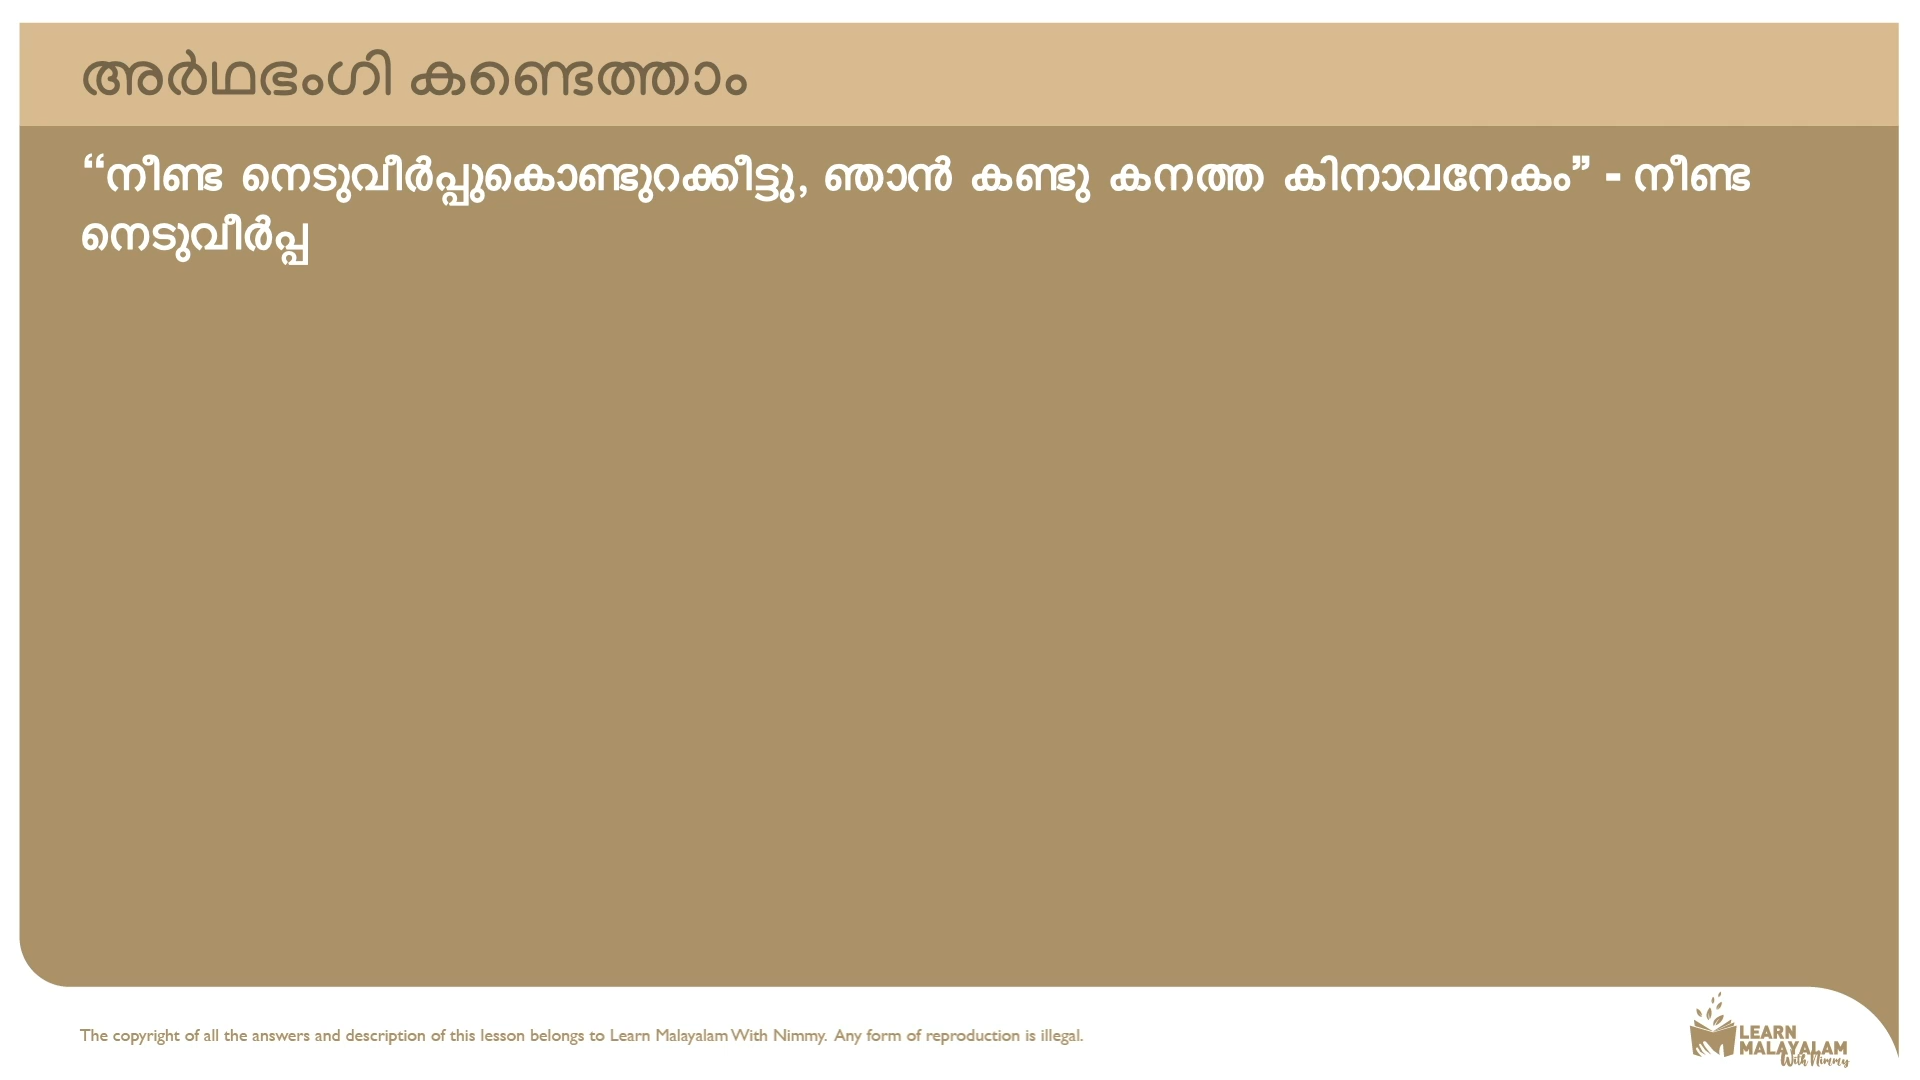 അർഥഭംഗി കണ്ടെത്താം
“നീണ്ട നെടുവീർപ്പുകൊണ്ടുറക്കീട്ടു, ഞാൻ കണ്ടു കനത്ത കിനാവനേകം” - നീണ്ട
നെടുവീർപ്പ
The copyright of all the answers and description of this lesson belongs to Learn Malayalam With Nimmy. Any form of reproduction is illegal.
LEARN
MALAYALAM
With Nimmy